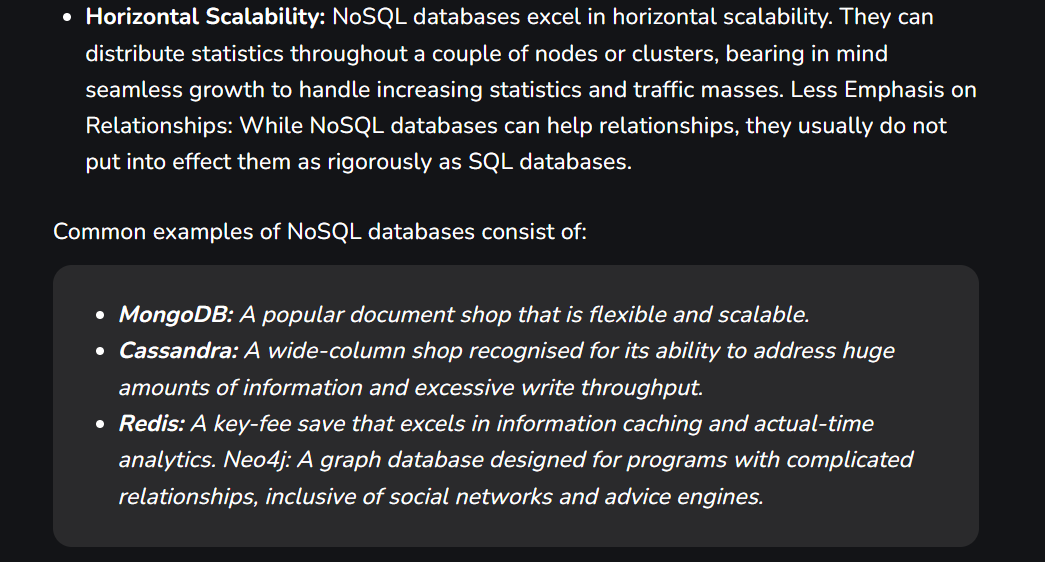 Horizontal Scalability: NoSQL databases excel in horizontal scalability. They can
distribute statistics throughout a couple of nodes or clusters, bearing in mind
seamless growth to handle increasing statistics and traffic masses. Less Emphasis on
Relationships: While NoSQL databases can help relationships, they usually do not
put into effect them as rigorously as SQL databases.
Common examples of NoSQL databases consist of:
MongoDB: A popular document shop that is flexible and scalable.
Cassandra: A wide-column shop recognised for its ability to address huge
amounts of information and excessive write throughput.
Redis: A key-fee save that excels in information caching and actual-time
analytics. Neo4j: A graph database designed for programs with complicated
relationships, inclusive of social networks and advice engines.